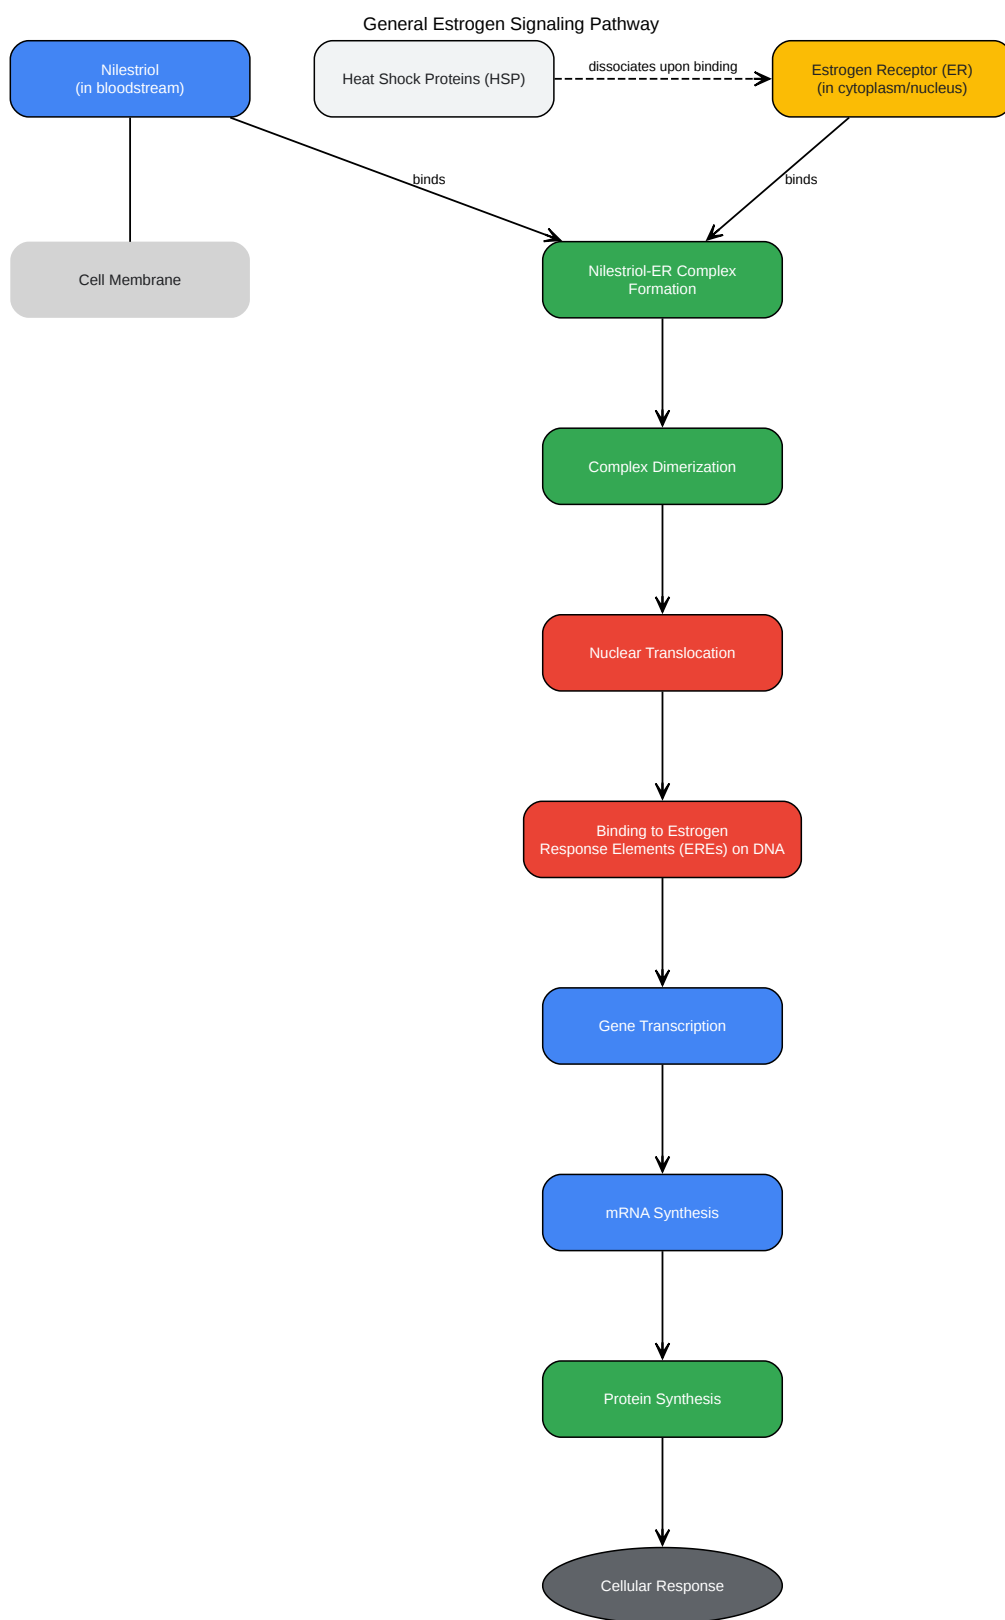 General Estrogen Signaling Pathway
Nilestriol
(in bloodstream)
Heat Shock Proteins (HSP)
dissociates upon binding
Estrogen Receptor (ER)
(in cytoplasm/nucleus)
binds
binds
Cell Membrane
Nilestriol-ER Complex
Formation
Complex Dimerization
Nuclear Translocation
Binding to Estrogen
Response Elements (EREs) on DNA
Gene Transcription
mRNA Synthesis
Protein Synthesis
Cellular Response